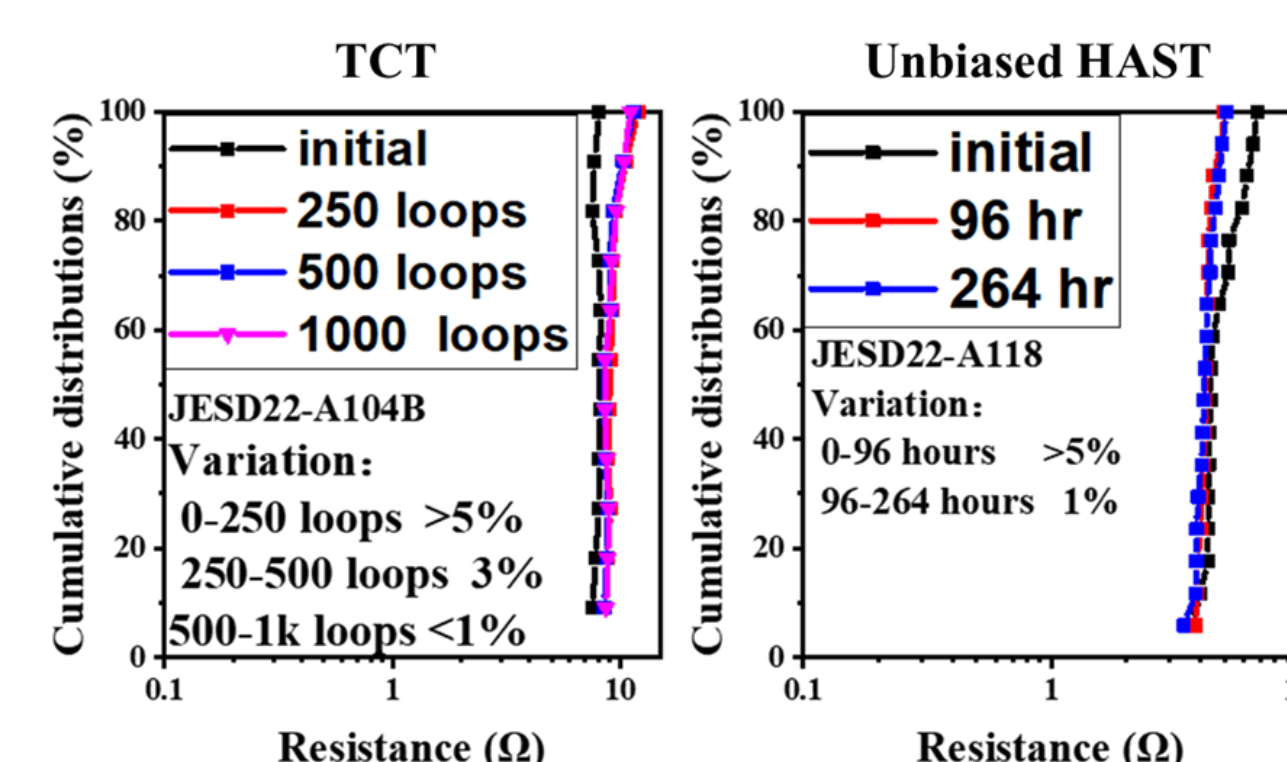 TCT
Cumulative distributions (%)
100
80
60
40
20
0
initial
250 loops
500 loops
1000 loops
JESD22-A104B
Variation:
0-250 loops >5%
250-500 loops 3%
500-1k loops <1%
0.1
1
10
Resistance (Ω)
Unbiased HAST
Cumulative distributions (%)
100
80
60
40
20
0
initial
96 hr
264 hr
JESD22-A118
Variation:
0-96 hours >5%
96-264 hours 1%
0.1
1
Resistance (Ω)